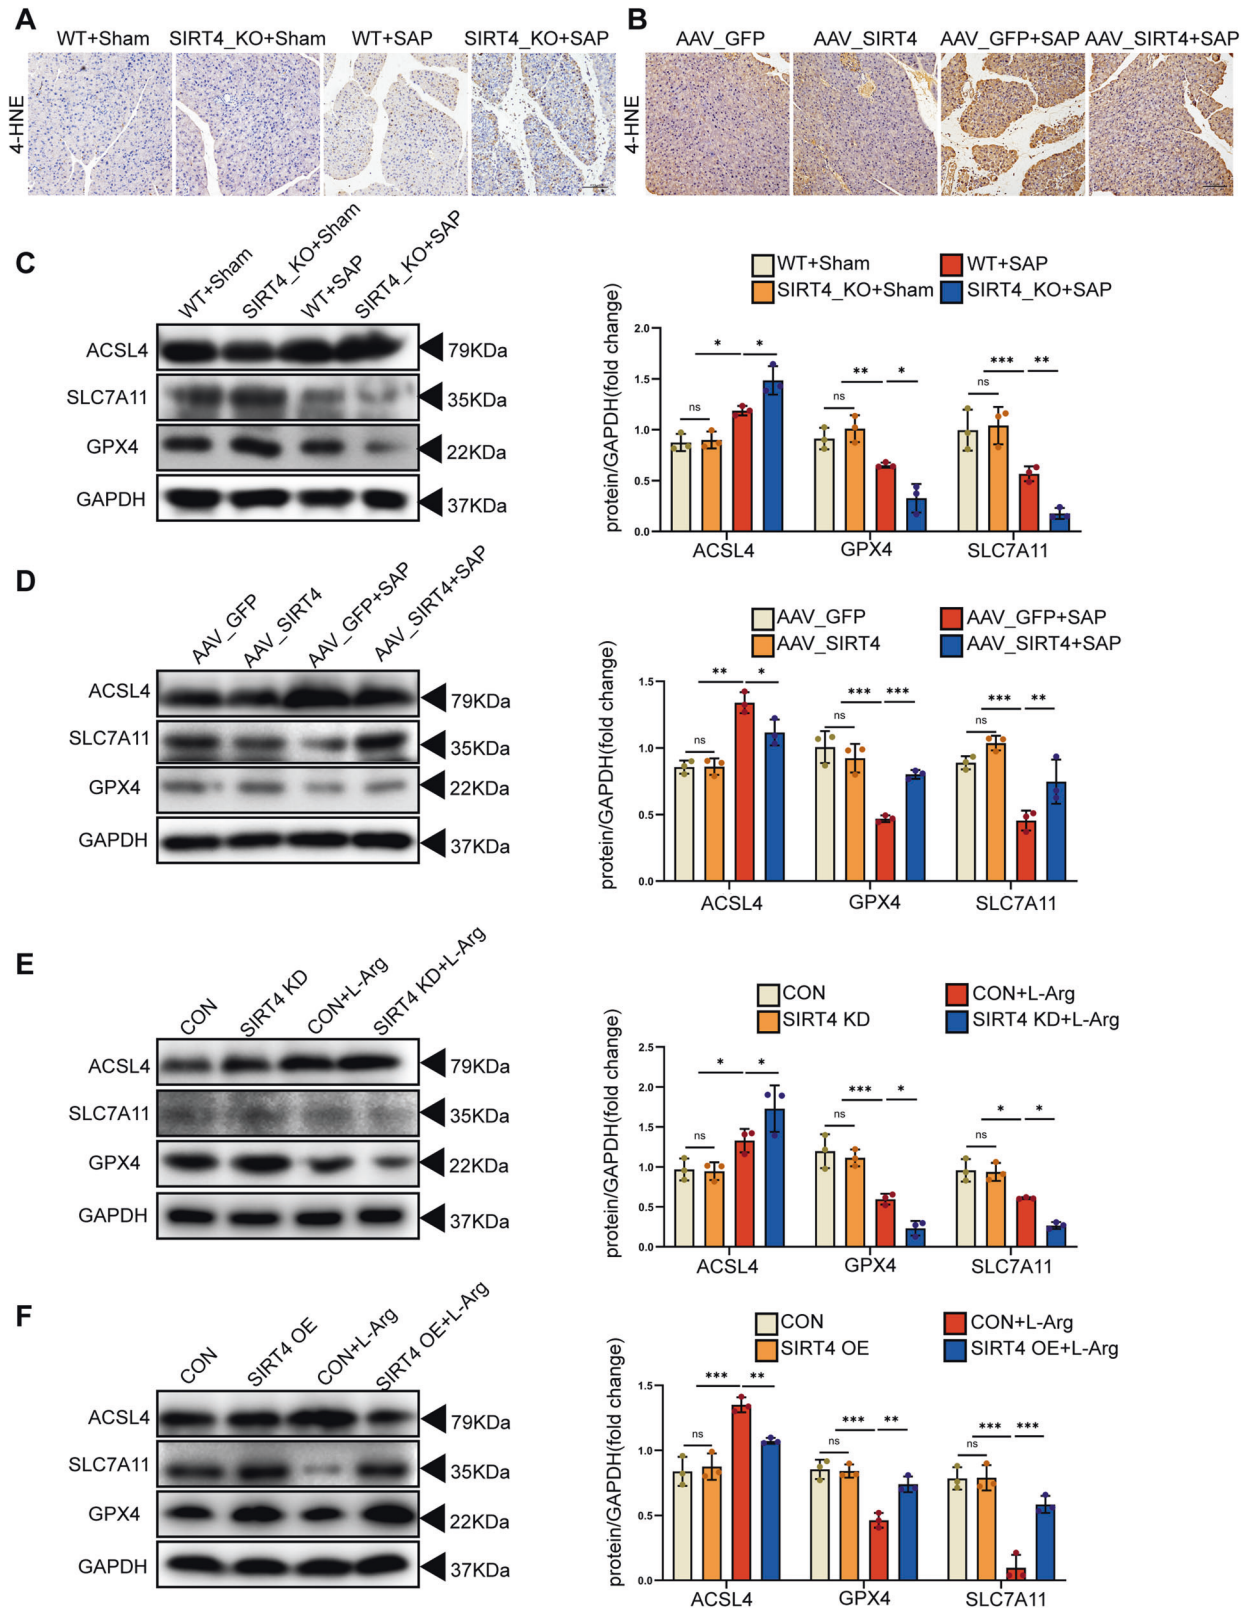 A
WT+Sham SIRT4_KO+Sham WT+SAP SIRT4_KO+SAP
4-HNE
B
AAV_GFP AAV_SIRT4 AAV_GFP+SAP AAV_SIRT4+SAP
4-HNE
C
WT+Sham SIRT4_KO+Sham WT+SAP SIRT4_KO+SAP
ACSL4 79KDa
SLC7A11 35KDa
GPX4 22KDa
GAPDH 37KDa
WT+Sham WT+SAP
SIRT4_KO+Sham SIRT4_KO+SAP
protein/GAPDH(fold change)
2.0
1.5
1.0
0.5
0.0
ns * *
ns ** *
ns *** **
ACSL4 GPX4 SLC7A11
D
AAV_GFP AAV_SIRT4 AAV_GFP+SAP AAV_SIRT4+SAP
ACSL4 79KDa
SLC7A11 35KDa
GPX4 22KDa
GAPDH 37KDa
AAV_GFP AAV_GFP+SAP
AAV_SIRT4 AAV_SIRT4+SAP
protein/GAPDH(fold change)
1.5
1.0
0.5
0.0
ns ** *
ns *** ***
ns *** **
ACSL4 GPX4 SLC7A11
E
CON SIRT4 KD CON+L-Arg SIRT4 KD+L-Arg
ACSL4 79KDa
SLC7A11 35KDa
GPX4 22KDa
GAPDH 37KDa
CON CON+L-Arg
SIRT4 KD SIRT4 KD+L-Arg
protein/GAPDH(fold change)
2.5
2.0
1.5
1.0
0.5
0.0
ns * *
ns *** *
ns * *
ACSL4 GPX4 SLC7A11
F
CON SIRT4 OE CON+L-Arg SIRT4 OE+L-Arg
ACSL4 79KDa
SLC7A11 35KDa
GPX4 22KDa
GAPDH 37KDa
CON CON+L-Arg
SIRT4 OE SIRT4 OE+L-Arg
protein/GAPDH(fold change)
1.5
1.0
0.5
0.0
ns *** **
ns *** **
ns *** ***
ACSL4 GPX4 SLC7A11